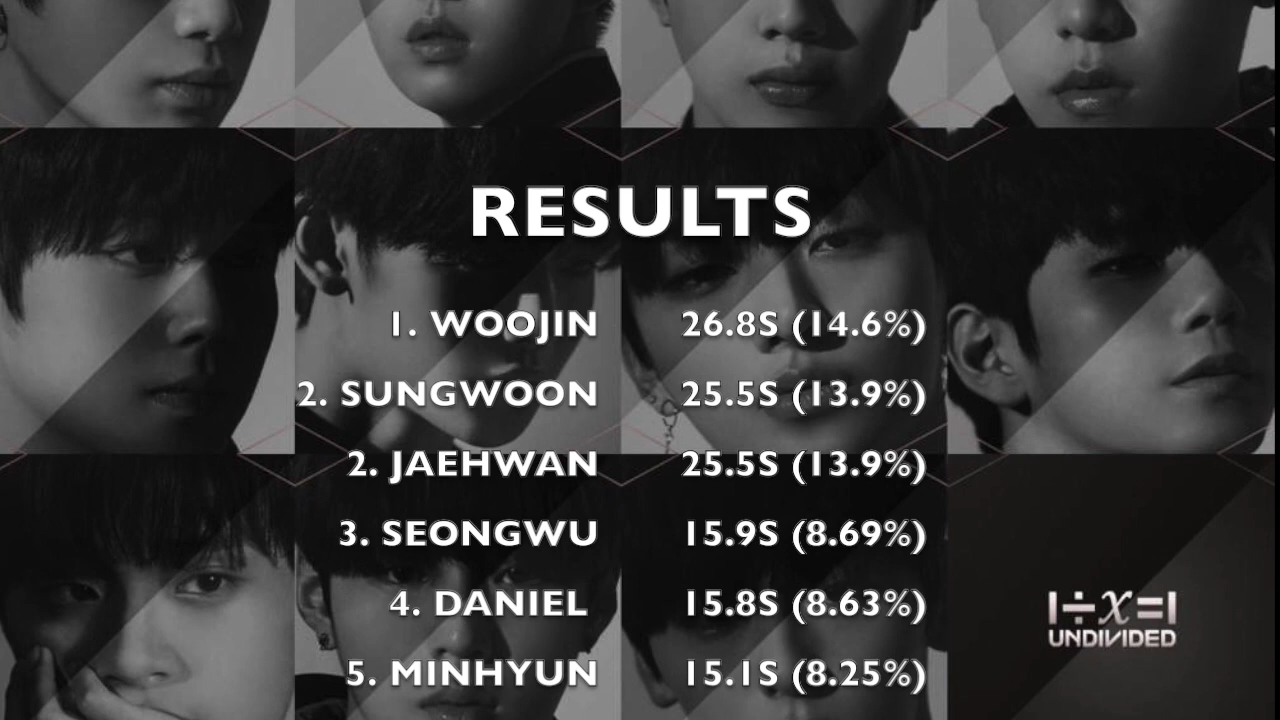 RESULTS
1. WOOJIN 26.8S (14.6%)
2. SUNGWOON 25.5S (13.9%)
2. JAEHWAN 25.5S (13.9%)
3. SEONGWU 15.9S (8.69%)
4. DANIEL 15.8S (8.63%)
5. MINHYUN 15.1S (8.25%)
1÷x=1
UNDIVIDED